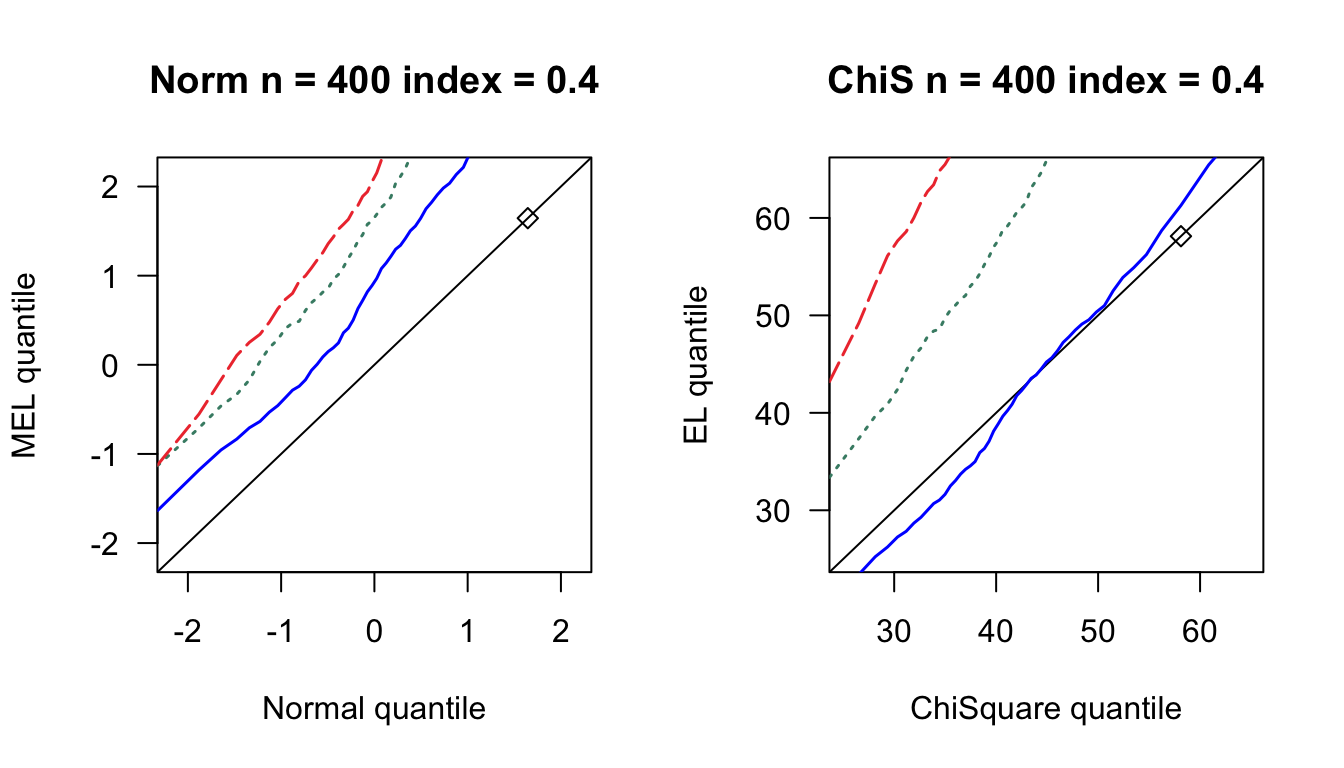 Norm n = 400 index = 0.4
MEL quantile
2
1
0
-1
-2
-2 -1 0 1 2
Normal quantile
ChiS n = 400 index = 0.4
EL quantile
60
50
40
30
30 40 50 60
ChiSquare quantile